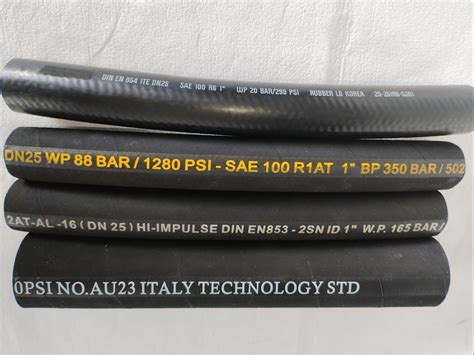 DIN EN 854 1TE DN25 SAE 100 R6 1" WP 20 BAR/290 PSI RUBBER LG KOREA
DN25 WP 88 BAR / 1280 PSI - SAE 100 R1AT 1" BP 350 BAR / 502
2AT-AL -16 ( DN 25 ) HI-IMPULSE DIN EN853 - 2SN ID 1" W.P. 165 BAR /
0PSI NO.AU23 ITALY TECHNOLOGY STD